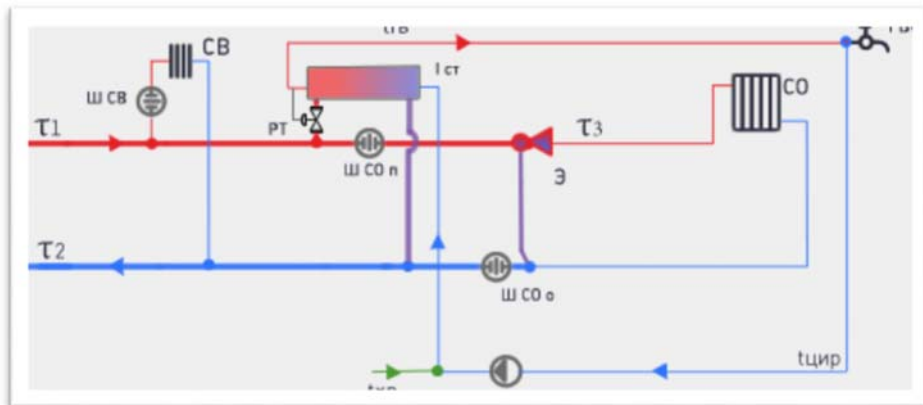 СВ
I ст
Ш СВ
СО
τ1
РТ
τ3
Ш СО п
Э
τ2
Ш СО о
tцир